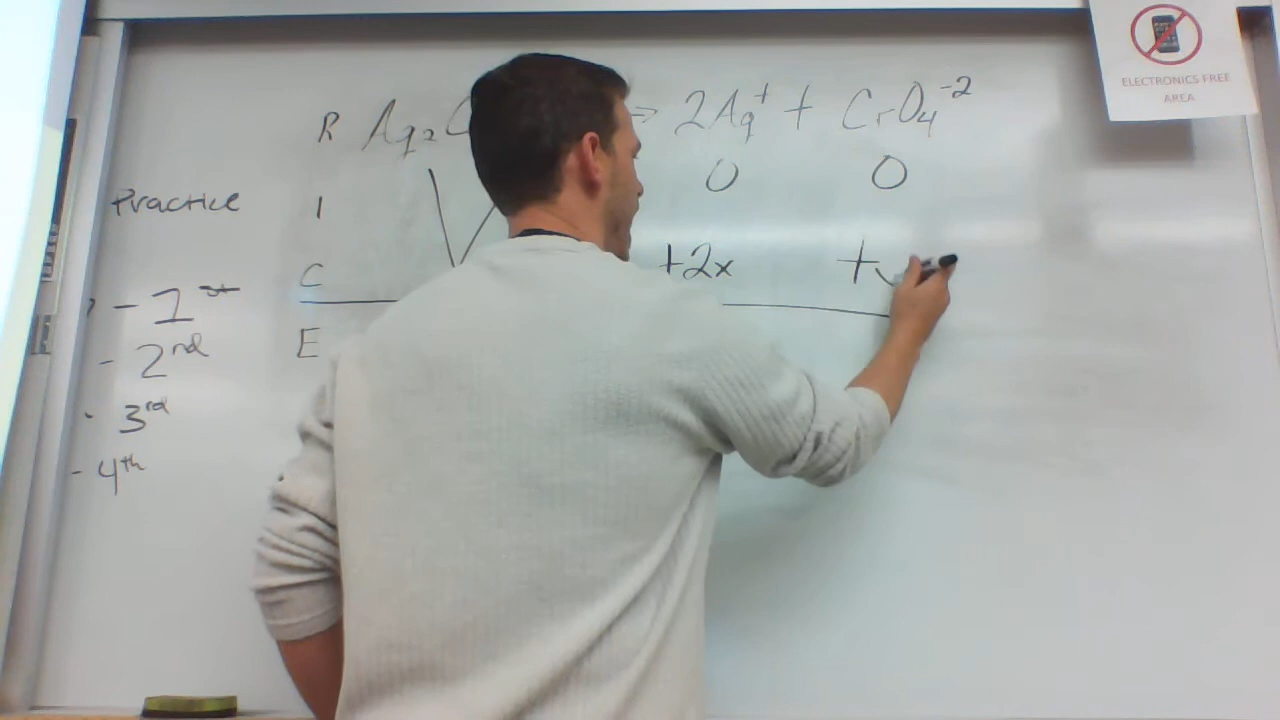 R Ag2C → 2Ag+ + CrO4-2
Practice
I 0 0
C +2x +
- 1st
E
- 2nd
- 3rd
- 4th
ELECTRONICS FREE
AREA